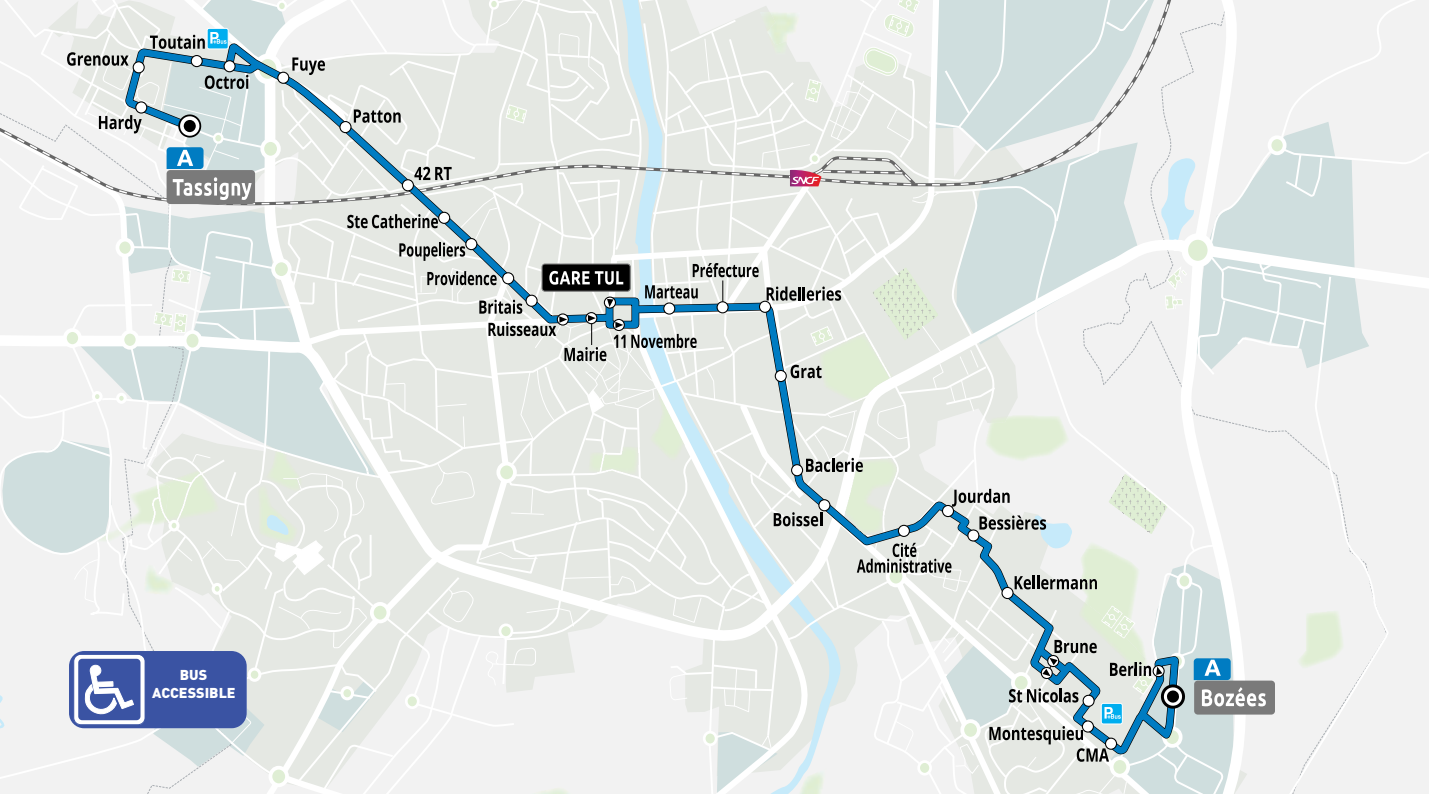 Toutain
P+Bus
Grenoux
Octroi
Fuye
Hardy
Patton
A
Tassigny
42 RT
SNCF
Ste Catherine
Poupeliers
Providence
GARE TUL
Préfecture
Marteau
Ridelleries
Britais
Ruisseaux
11 Novembre
Mairie
Grat
Baclerie
Boissel
Jourdan
Bessières
Cité
Administrative
Kellermann
Brune
Berlin
A
Bozées
St Nicolas
P+Bus
Montesquieu
CMA
BUS
ACCESSIBLE